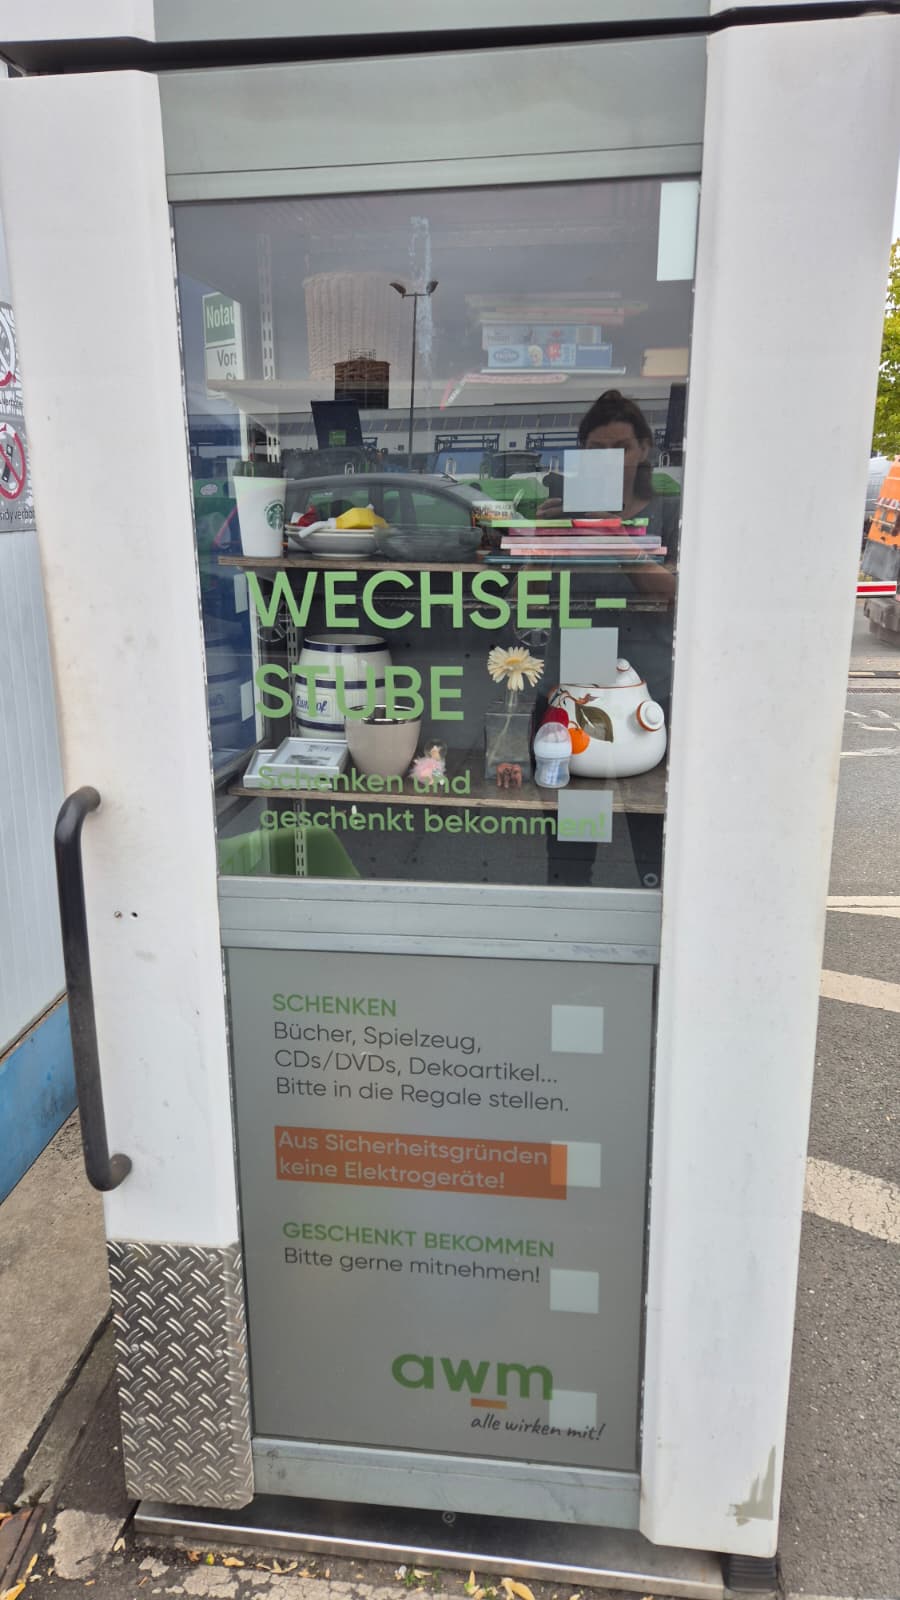 WECHSEL-
STUBE
Schenken und
geschenkt bekommen!
SCHENKEN
Bücher, Spielzeug,
CDs/DVDs, Dekoartikel...
Bitte in die Regale stellen.
Aus Sicherheitsgründen
keine Elektrogeräte!
GESCHENKT BEKOMMEN
Bitte gerne mitnehmen!
awm
alle wirken mit!